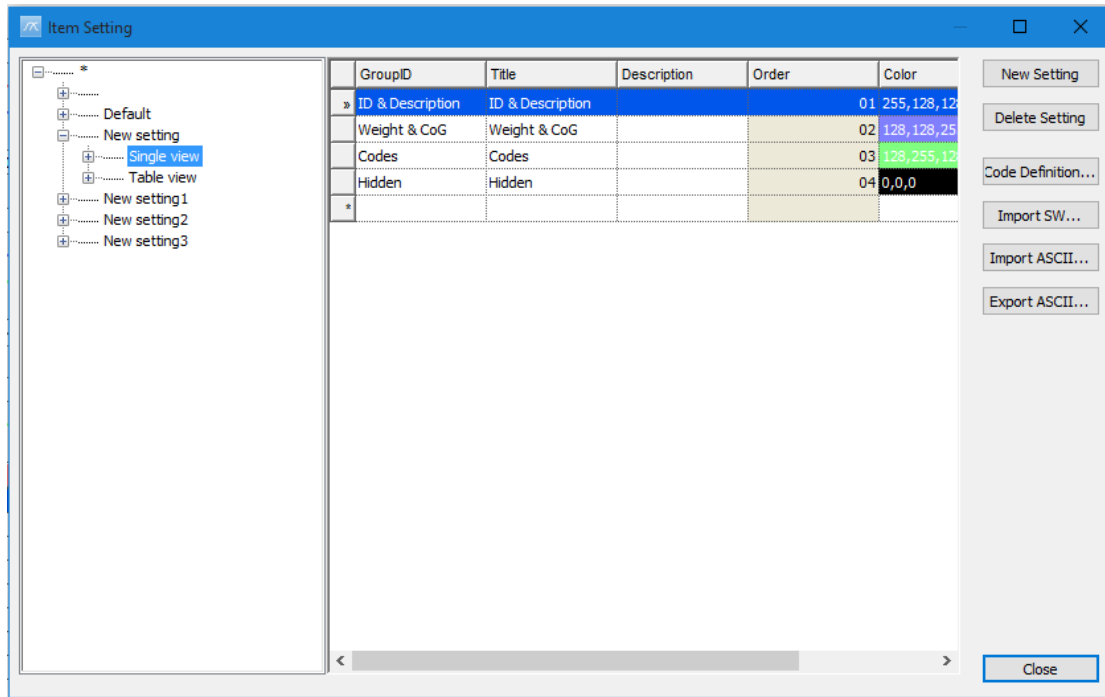 Item Setting
*
Default
New setting
Single view
Table view
New setting1
New setting2
New setting3
GroupID Title Description Order Color
» ID & Description ID & Description 01 255,128,12
Weight & CoG Weight & CoG 02 128,128,25
Codes Codes 03 128,255,12
Hidden Hidden 04 0,0,0
*
New Setting
Delete Setting
Code Definition...
Import SW...
Import ASCII...
Export ASCII...
Close